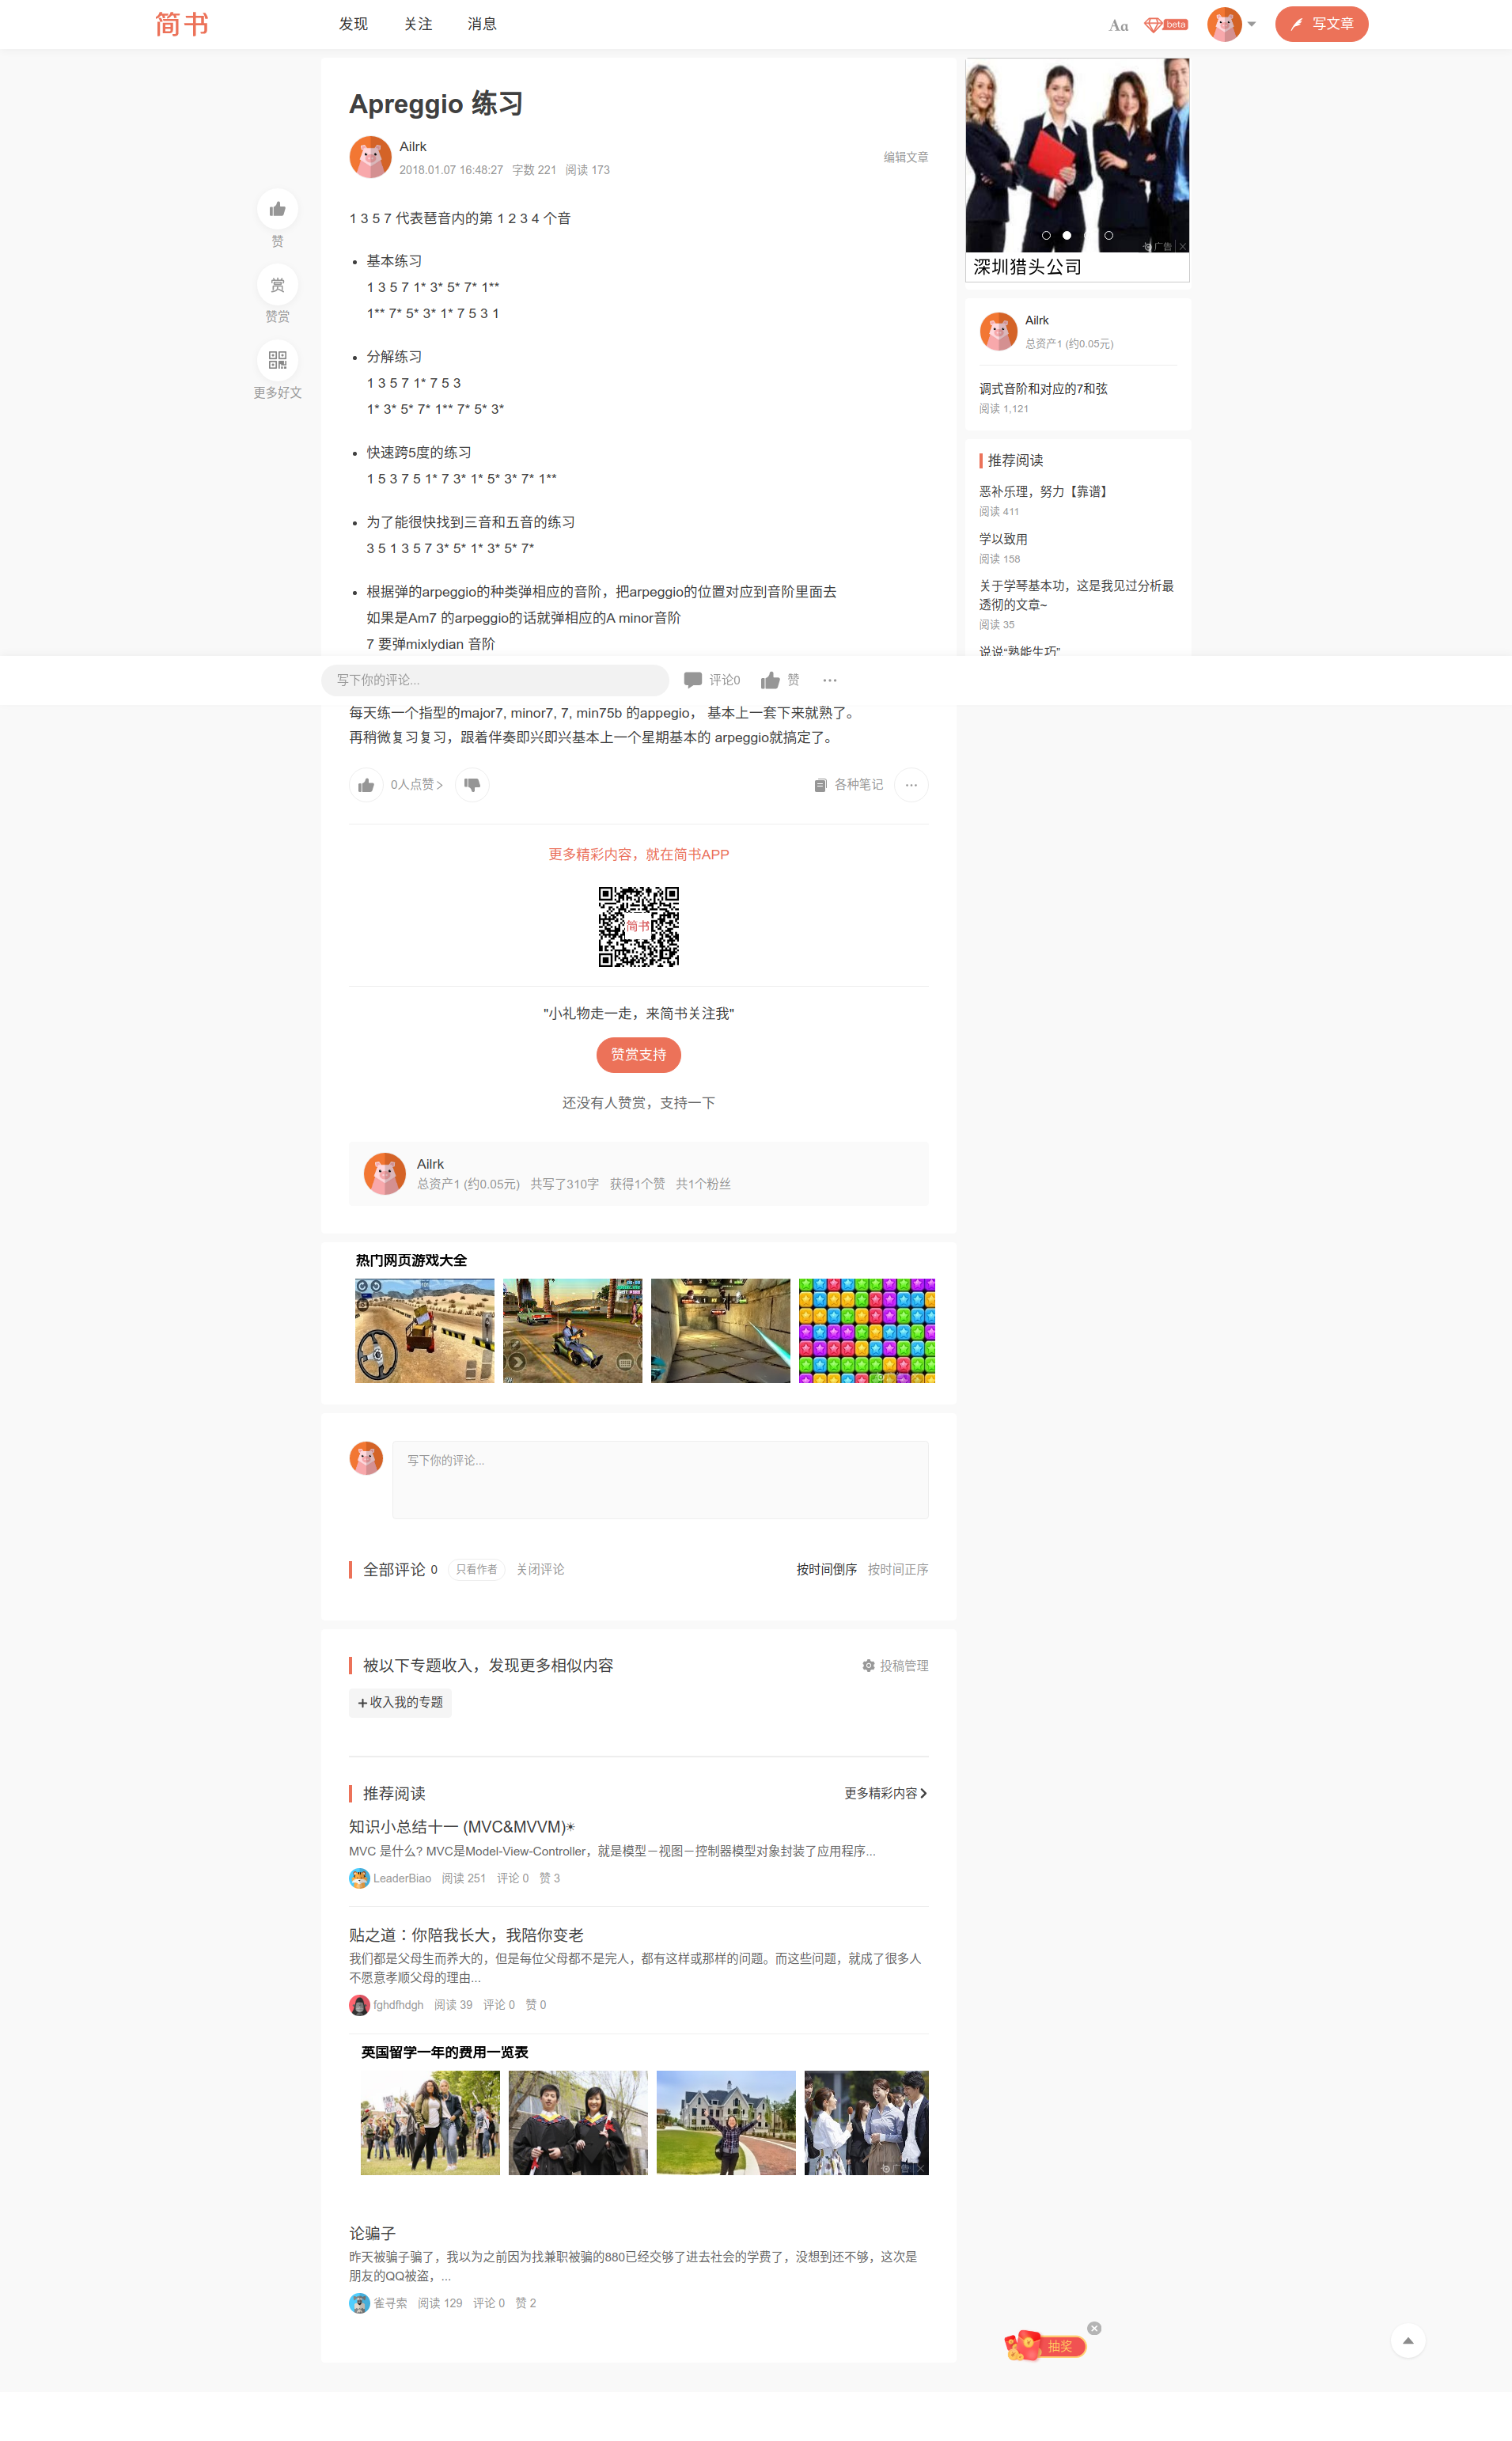 简书
发现
关注
消息
Aa
beta
写文章
Apreggio 练习
Ailrk
2018.01.07 16:48:27 字数 221 阅读 173
编辑文章
赞
赏
赞赏
更多好文
1 3 5 7 代表琶音内的第 1 2 3 4 个音
基本练习
1 3 5 7 1* 3* 5* 7* 1**
1** 7* 5* 3* 1* 7 5 3 1
分解练习
1 3 5 7 1* 7 5 3
1* 3* 5* 7* 1** 7* 5* 3*
快速跨5度的练习
1 5 3 7 5 1* 7 3* 1* 5* 3* 7* 1**
为了能很快找到三音和五音的练习
3 5 1 3 5 7 3* 5* 1* 3* 5* 7*
根据弹的arpeggio的种类弹相应的音阶，把arpeggio的位置对应到音阶里面去
如果是Am7 的arpeggio的话就弹相应的A minor音阶
7 要弹mixlydian 音阶
广告
深圳猎头公司
Ailrk
总资产1 (约0.05元)
调式音阶和对应的7和弦
阅读 1,121
推荐阅读
恶补乐理，努力【靠谱】
阅读 411
学以致用
阅读 158
关于学琴基本功，这是我见过分析最
透彻的文章~
阅读 35
说说“熟能生巧”
写下你的评论...
评论0
赞
每天练一个指型的major7, minor7, 7, min75b 的appegio， 基本上一套下来就熟了。
再稍微复习复习，跟着伴奏即兴即兴基本上一个星期基本的 arpeggio就搞定了。
0人点赞
各种笔记
更多精彩内容，就在简书APP
简书
"小礼物走一走，来简书关注我"
赞赏支持
还没有人赞赏，支持一下
Ailrk
总资产1 (约0.05元) 共写了310字 获得1个赞 共1个粉丝
热门网页游戏大全
写下你的评论...
全部评论 0
只看作者
关闭评论
按时间倒序
按时间正序
被以下专题收入，发现更多相似内容
投稿管理
+收入我的专题
推荐阅读
更多精彩内容
知识小总结十一 (MVC&MVVM)☀
MVC 是什么? MVC是Model-View-Controller，就是模型－视图－控制器模型对象封装了应用程序...
LeaderBiao 阅读 251 评论 0 赞 3
贴之道：你陪我长大，我陪你变老
我们都是父母生而养大的，但是每位父母都不是完人，都有这样或那样的问题。而这些问题，就成了很多人
不愿意孝顺父母的理由...
fghdfhdgh 阅读 39 评论 0 赞 0
英国留学一年的费用一览表
广告
论骗子
昨天被骗子骗了，我以为之前因为找兼职被骗的880已经交够了进去社会的学费了，没想到还不够，这次是
朋友的QQ被盗，...
雀寻索 阅读 129 评论 0 赞 2
抽奖